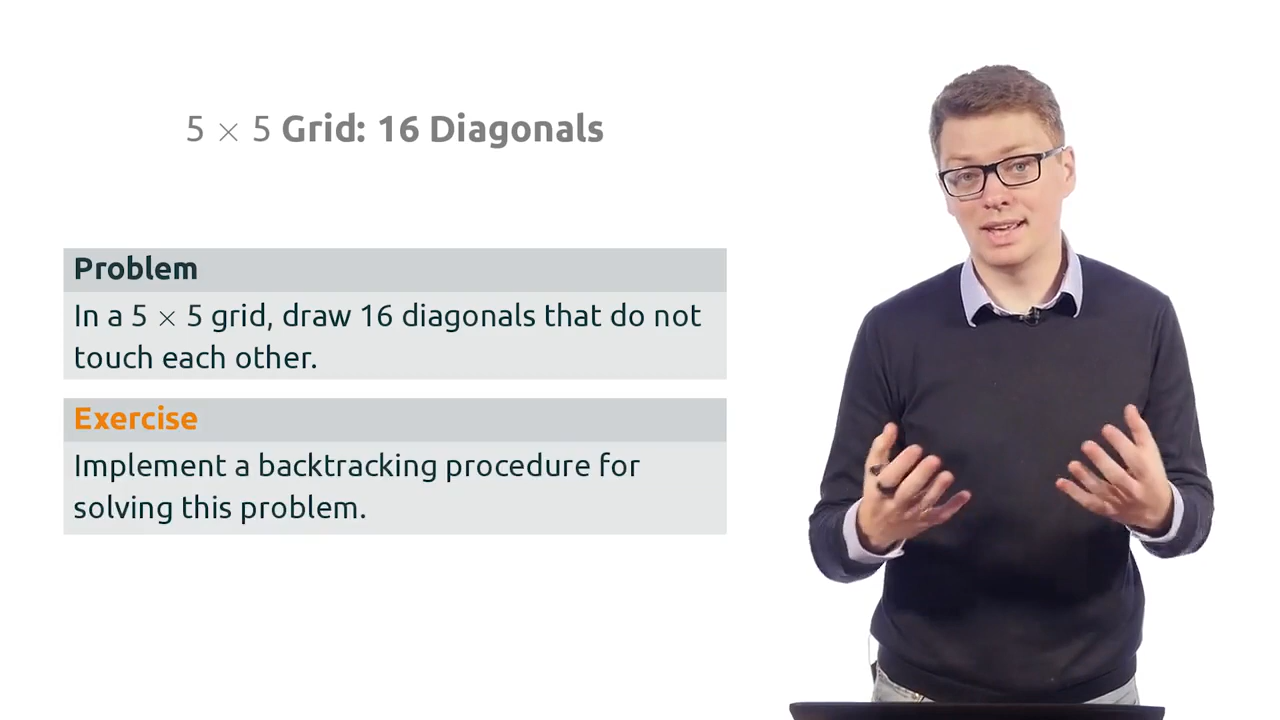 5 × 5 Grid: 16 Diagonals
Problem
In a 5 × 5 grid, draw 16 diagonals that do not
touch each other.
Exercise
Implement a backtracking procedure for
solving this problem.